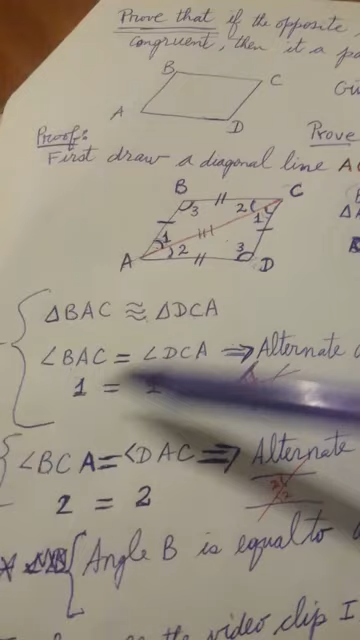 Prove that if the opposite
congruent, then it a
B
C
A
D
Proof:
Prove
First draw a diagonal line A
B
C
3
2
1
1
2
3
A
D
ΔBAC ≅ ΔDCA
∠BAC = ∠DCA ⇒ Alternate
1 = 1
∠BCA = ∠DAC ⇒ Alternate
2 = 2
Angle B is equal to
the video clip I